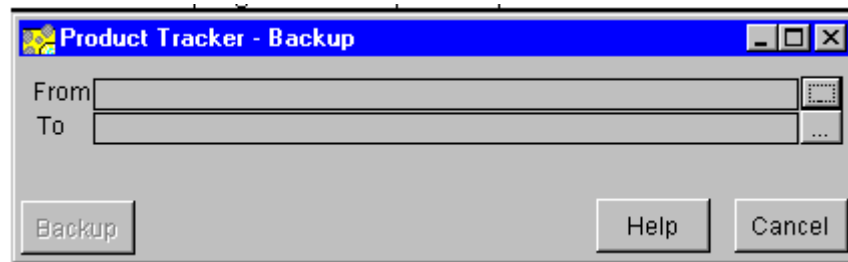 Product Tracker - Backup
From ...
To ...
Backup Help Cancel